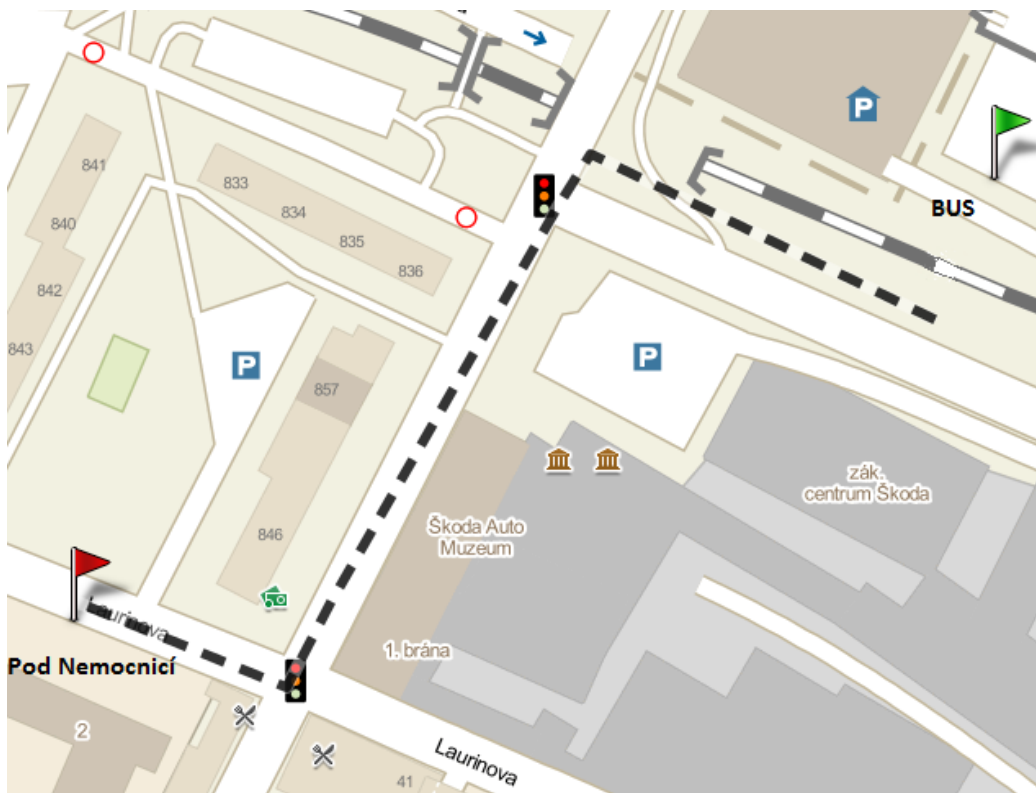 P
841
833
BUS
840
834
835
836
842
843
P
P
857
zák.
centrum Škoda
Škoda Auto
Muzeum
846
Laurinova
1. brána
Pod Nemocnicí
2
Laurinova
41